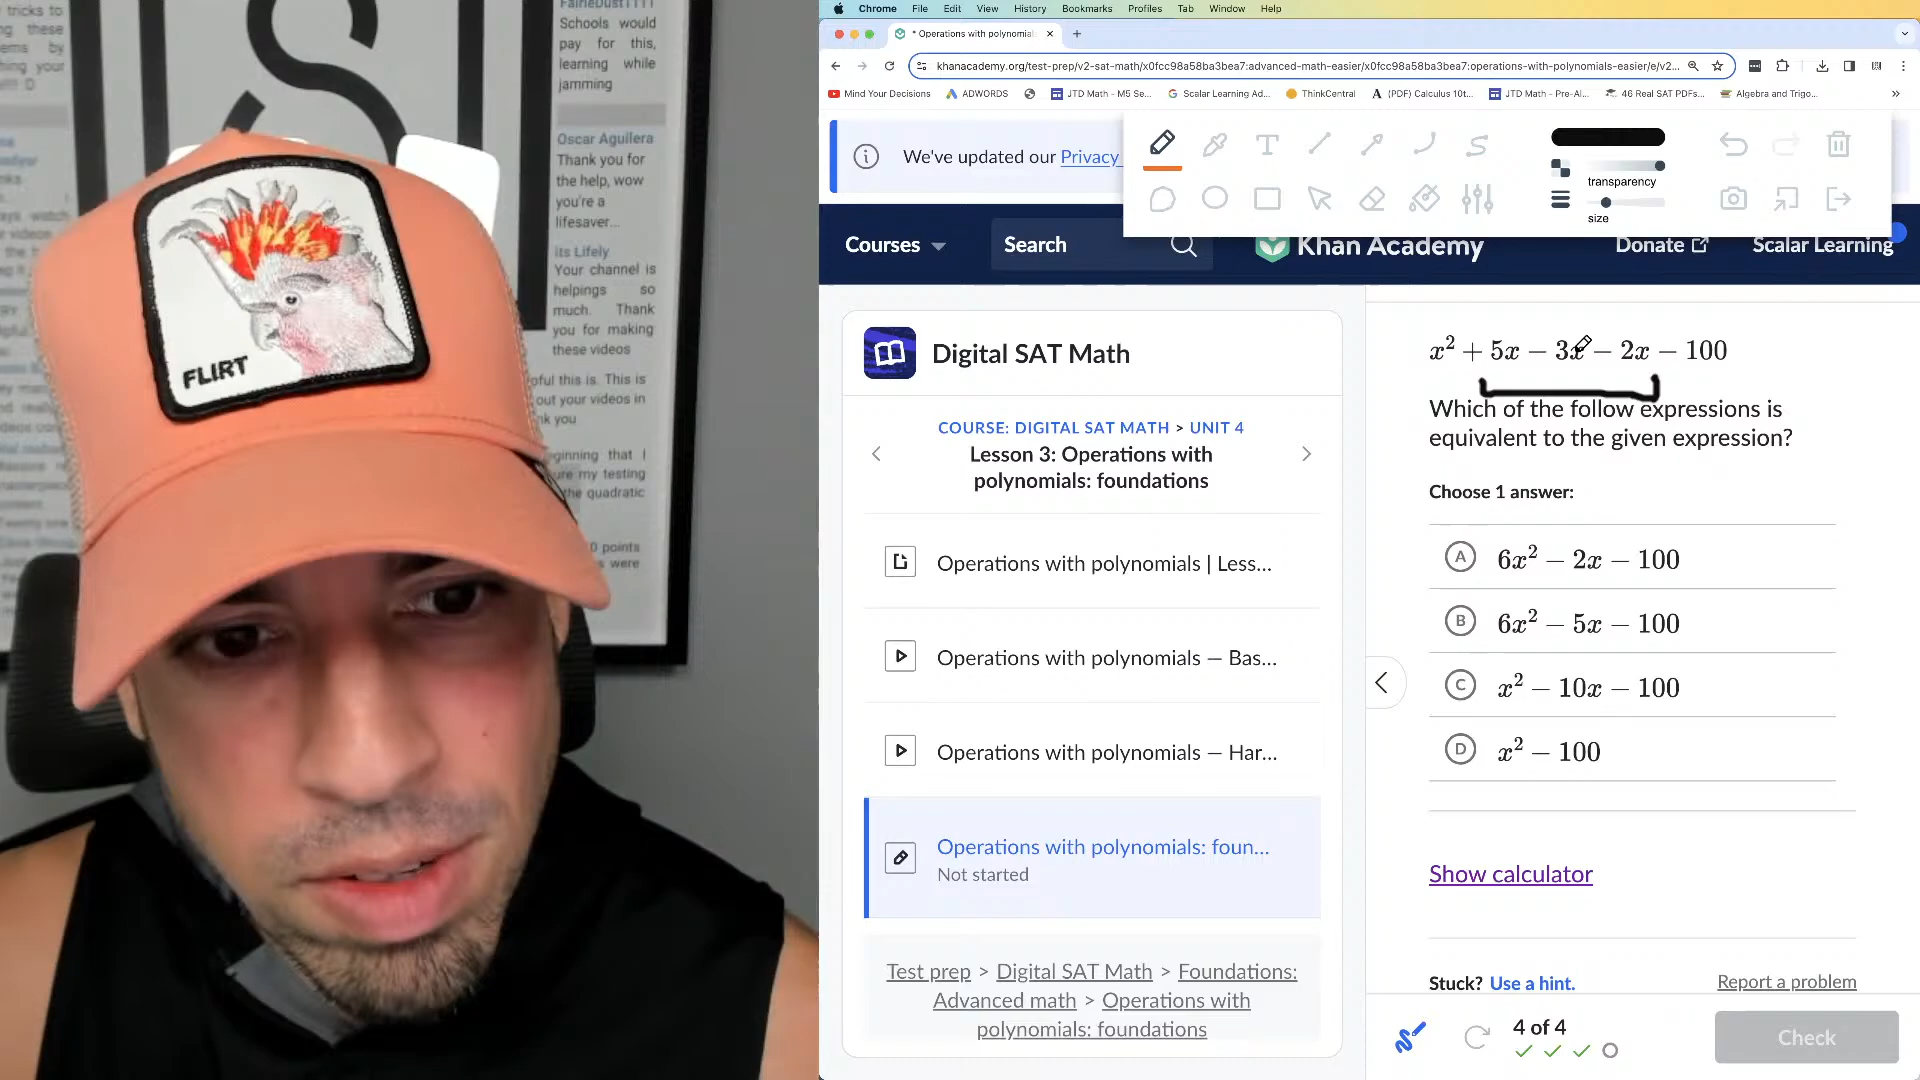 Chrome File Edit View History Bookmarks Profiles Tab Window Help
* Operations with polynomia
khanacademy.org/test-prep/v2-sat-math/x0fcc98a58ba3bea7:advanced-math-easier/x0fcc98a58ba3bea7:operations-with-polynomials-easier/e/v2...
Mind Your Decisions ADWORDS JTD Math - M5 Se... Scalar Learning Ad... ThinkCentral (PDF) Calculus 10t... JTD Math - Pre-Al... 46 Real SAT PDFs... Algebra and Trigo...
We've updated our Privacy
transparency
size
Courses
Search
Khan Academy
Donate
Scalar Learning
Digital SAT Math
COURSE: DIGITAL SAT MATH > UNIT 4
Lesson 3: Operations with
polynomials: foundations
Operations with polynomials | Less...
Operations with polynomials — Bas...
Operations with polynomials — Har...
Operations with polynomials: foun...
Not started
Test prep > Digital SAT Math > Foundations:
Advanced math > Operations with
polynomials: foundations
x² + 5x − 3x − 2x − 100
Which of the follow expressions is
equivalent to the given expression?
Choose 1 answer:
A 6x² − 2x − 100
B 6x² − 5x − 100
C x² − 10x − 100
D x² − 100
Show calculator
Stuck? Use a hint.
Report a problem
4 of 4
Check
FLIRT
Schools would
pay for this,
learning while
jamming
Oscar Aguilera
Thank you for
the help, wow
you're a
lifesaver...
Its Lifely
Your channel is
helpings so
much. Thank
you for making
these videos